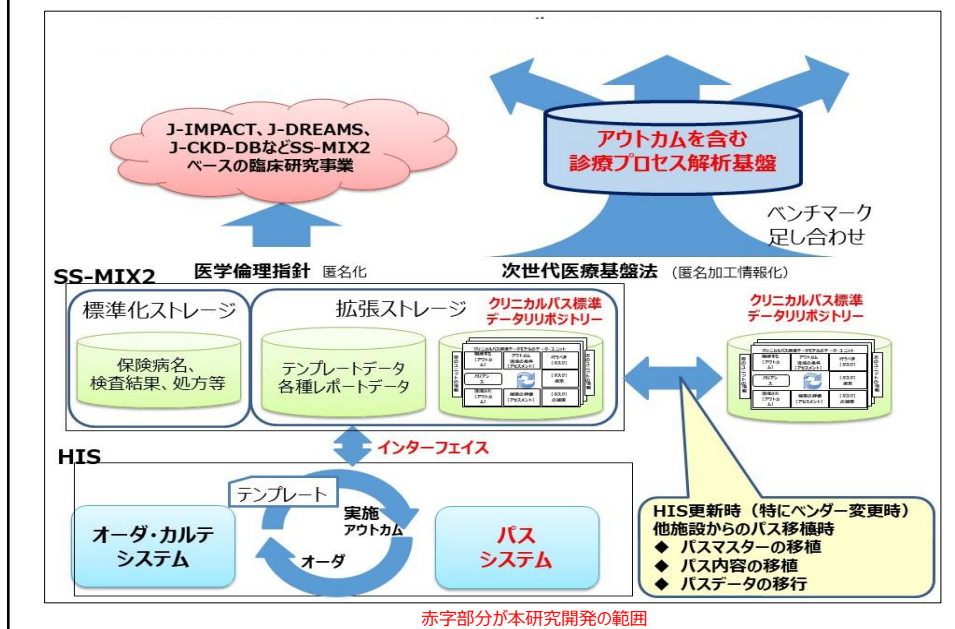 J-IMPACT、J-DREAMS、
J-CKD-DBなどSS-MIX2
ベースの臨床研究事業
アウトカムを含む
診療プロセス解析基盤
ベンチマーク
足し合わせ
医学倫理指針 匿名化
次世代医療基盤法 (匿名加工情報化)
SS-MIX2
標準化ストレージ
保険病名、
検査結果、処方等
拡張ストレージ
テンプレートデータ
各種レポートデータ
クリニカルパス標準
データリポジトリー
クリニカルパス標準
データリポジトリー
インターフェイス
HIS
テンプレート
実施
アウトカム
オーダ
オーダ・カルテ
システム
パス
システム
HIS更新時(特にベンダー変更時)
他施設からのパス移植時
◆ パスマスターの移植
◆ パス内容の移植
◆ パスデータの移行
赤字部分が本研究開発の範囲